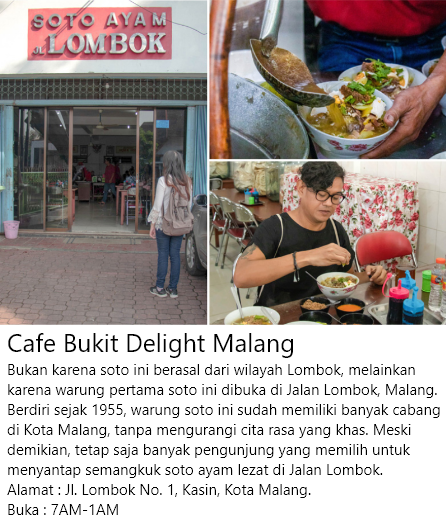 SOTO AYAM
JL. LOMBOK
Cafe Bukit Delight Malang
Bukan karena soto ini berasal dari wilayah Lombok, melainkan
karena warung pertama soto ini dibuka di Jalan Lombok, Malang.
Berdiri sejak 1955, warung soto ini sudah memiliki banyak cabang
di Kota Malang, tanpa mengurangi cita rasa yang khas. Meski
demikian, tetap saja banyak pengunjung yang memilih untuk
menyantap semangkuk soto ayam lezat di Jalan Lombok.
Alamat : Jl. Lombok No. 1, Kasin, Kota Malang.
Buka : 7AM-1AM